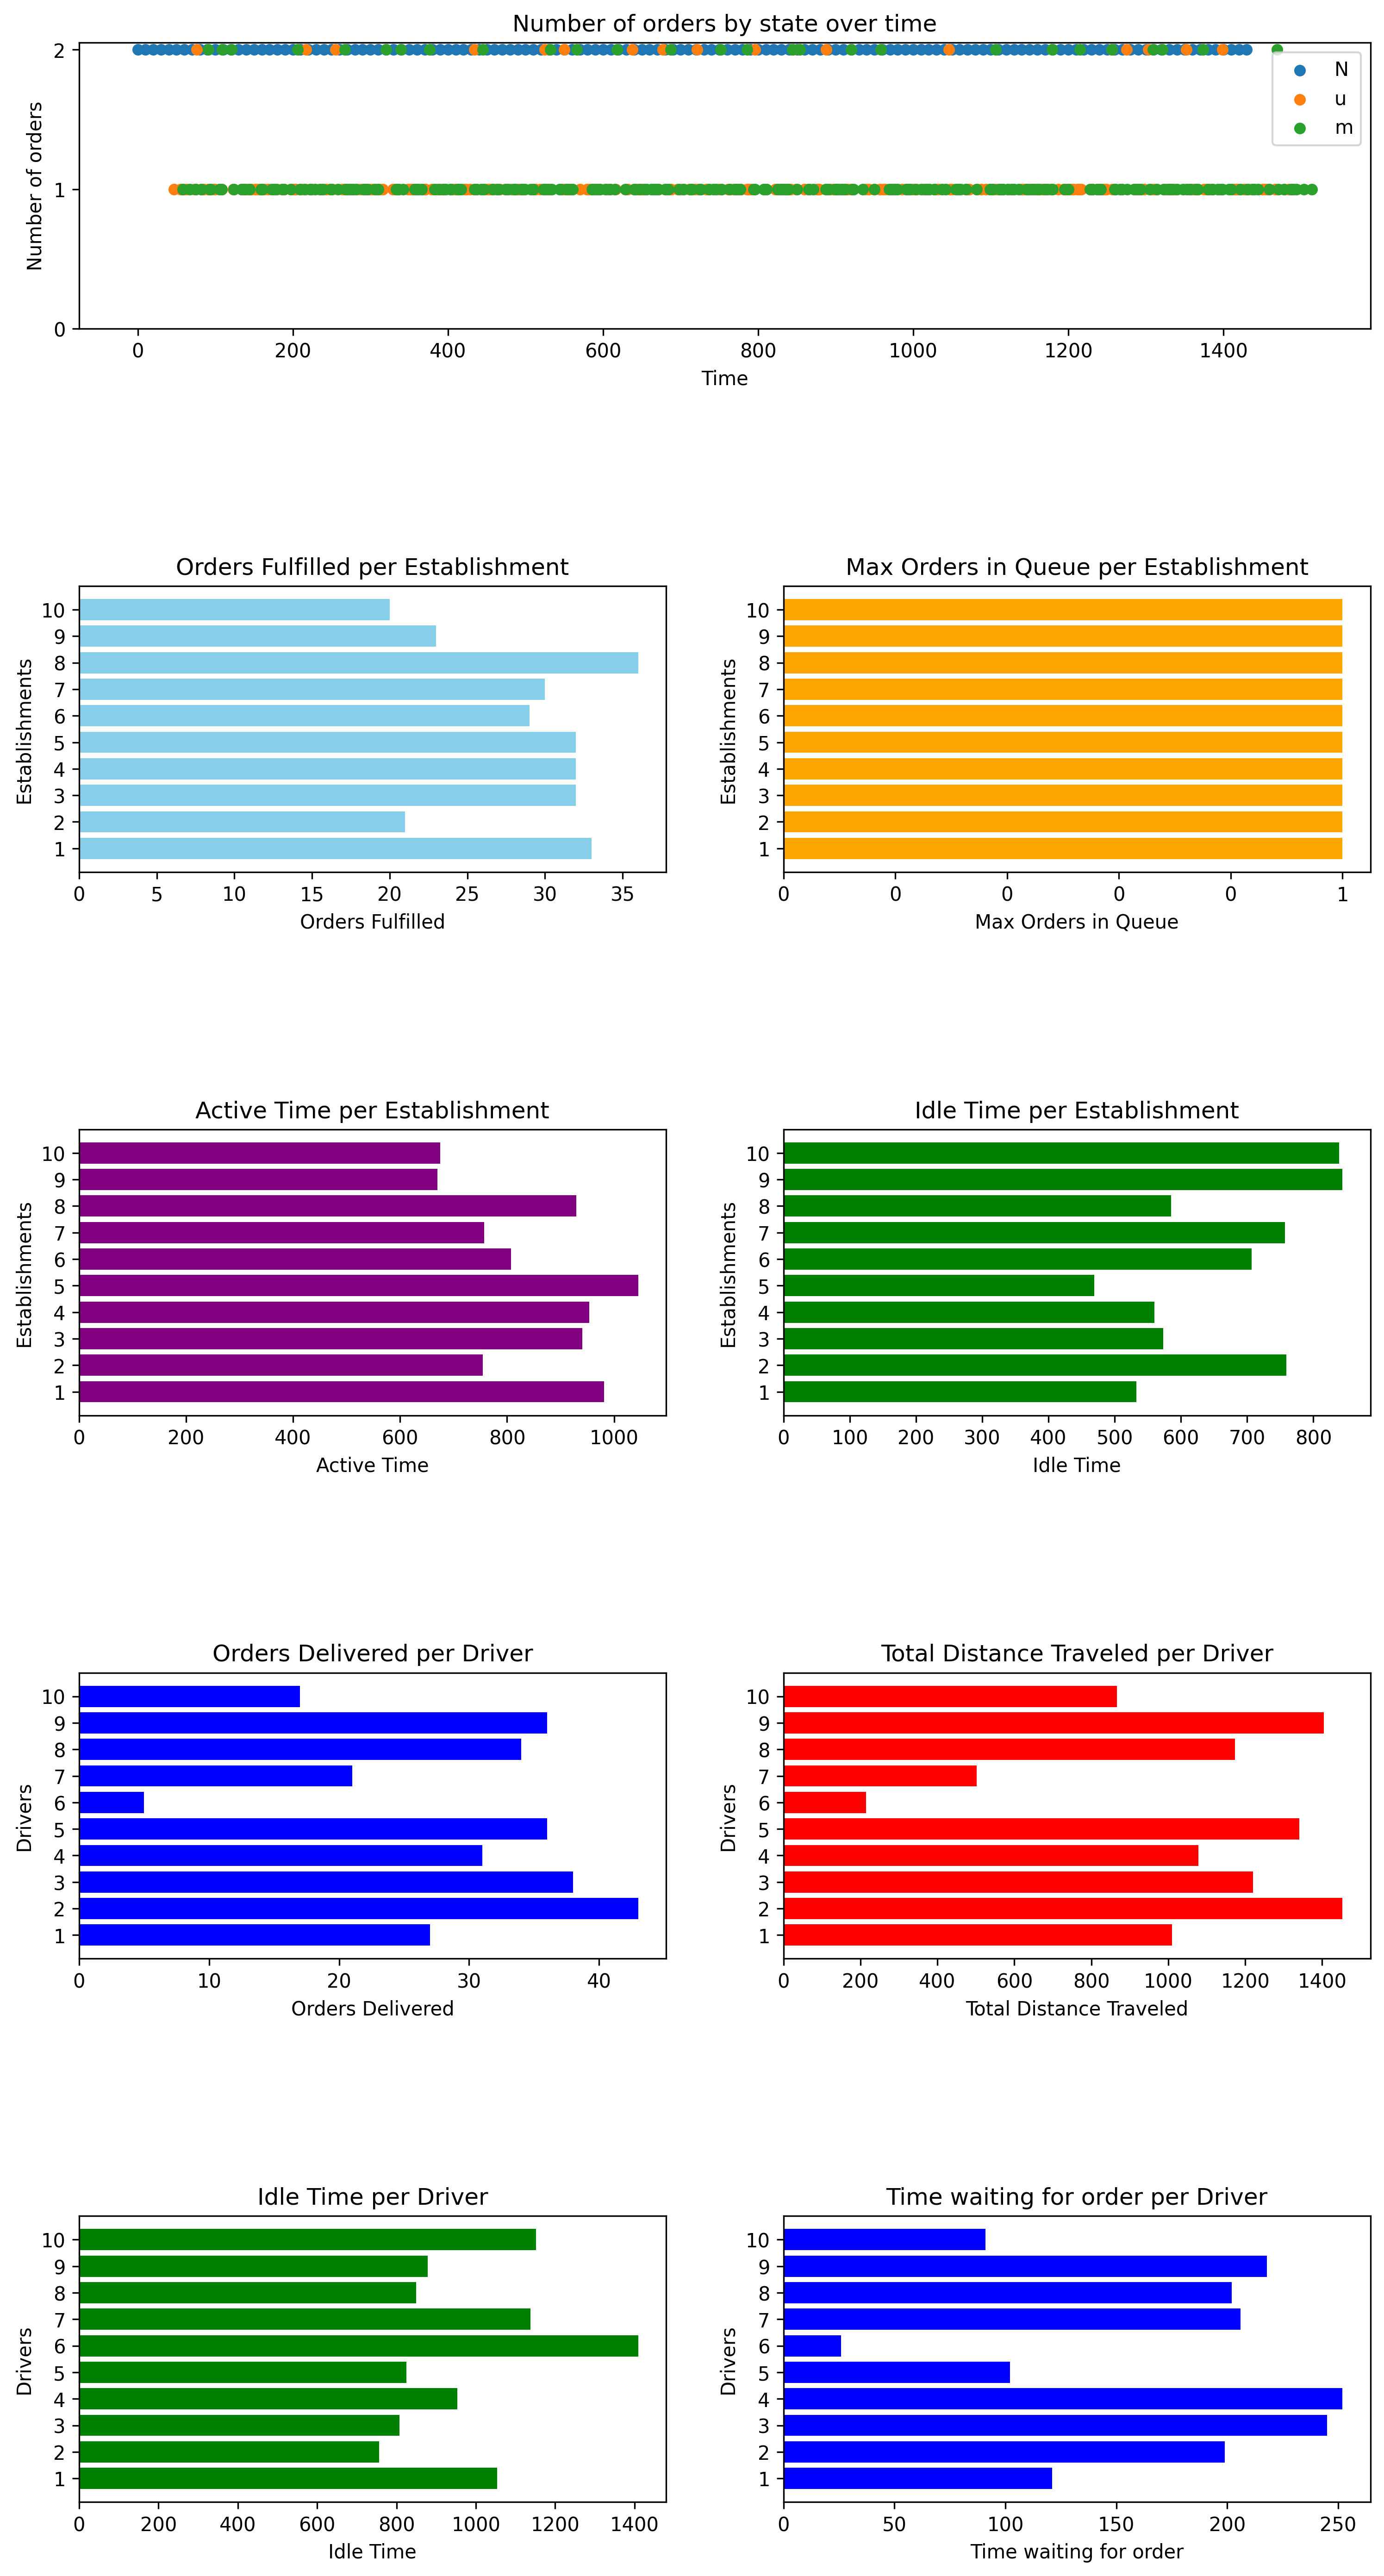 Number of orders by state over time
Number of orders
2
1
0
N
u
m
0 200 400 600 800 1000 1200 1400
Time
Orders Fulfilled per Establishment
Establishments
10
9
8
7
6
5
4
3
2
1
0 5 10 15 20 25 30 35
Orders Fulfilled
Max Orders in Queue per Establishment
Establishments
10
9
8
7
6
5
4
3
2
1
0 0 0 0 0 1
Max Orders in Queue
Active Time per Establishment
Establishments
10
9
8
7
6
5
4
3
2
1
0 200 400 600 800 1000
Active Time
Idle Time per Establishment
Establishments
10
9
8
7
6
5
4
3
2
1
0 100 200 300 400 500 600 700 800
Idle Time
Orders Delivered per Driver
Drivers
10
9
8
7
6
5
4
3
2
1
0 10 20 30 40
Orders Delivered
Total Distance Traveled per Driver
Drivers
10
9
8
7
6
5
4
3
2
1
0 200 400 600 800 1000 1200 1400
Total Distance Traveled
Idle Time per Driver
Drivers
10
9
8
7
6
5
4
3
2
1
0 200 400 600 800 1000 1200 1400
Idle Time
Time waiting for order per Driver
Drivers
10
9
8
7
6
5
4
3
2
1
0 50 100 150 200 250
Time waiting for order